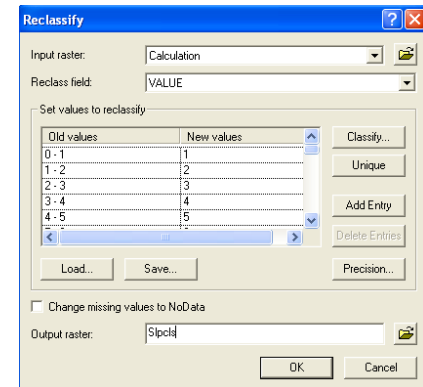 Reclassify
Input raster: Calculation
Reclass field: VALUE
Set values to reclassify
Old values New values Classify...
0 - 1 1
1 - 2 2 Unique
2 - 3 3
3 - 4 4 Add Entry
4 - 5 5
Delete Entries
Load... Save... Precision...
Change missing values to NoData
Output raster: Slpcls
OK Cancel